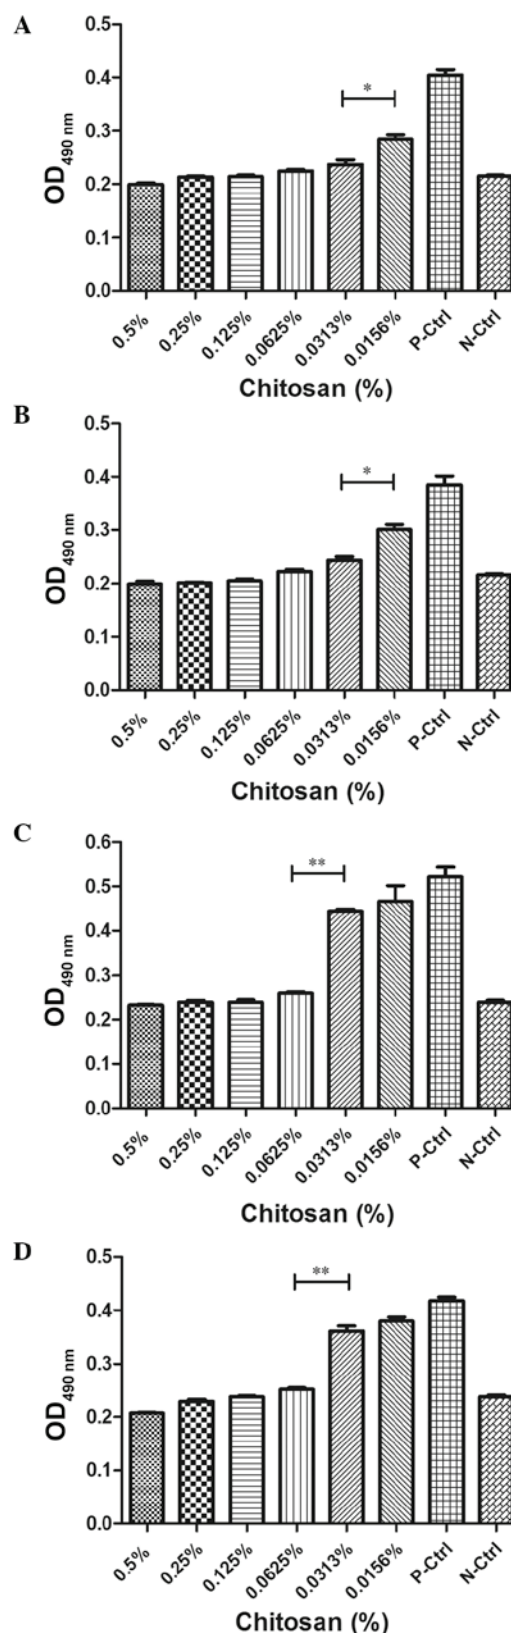 A
0.5
0.4
0.3
0.2
0.1
0.0
OD490 nm
*
0.5%
0.25%
0.125%
0.0625%
0.0313%
0.0156%
P-Ctrl
N-Ctrl
Chitosan (%)
B
0.5
0.4
0.3
0.2
0.1
0.0
OD490 nm
*
0.5%
0.25%
0.125%
0.0625%
0.0313%
0.0156%
P-Ctrl
N-Ctrl
Chitosan (%)
C
0.6
0.5
0.4
0.3
0.2
0.1
0.0
OD490 nm
**
0.5%
0.25%
0.125%
0.0625%
0.0313%
0.0156%
P-Ctrl
N-Ctrl
Chitosan (%)
D
0.5
0.4
0.3
0.2
0.1
0.0
OD490 nm
**
0.5%
0.25%
0.125%
0.0625%
0.0313%
0.0156%
P-Ctrl
N-Ctrl
Chitosan (%)